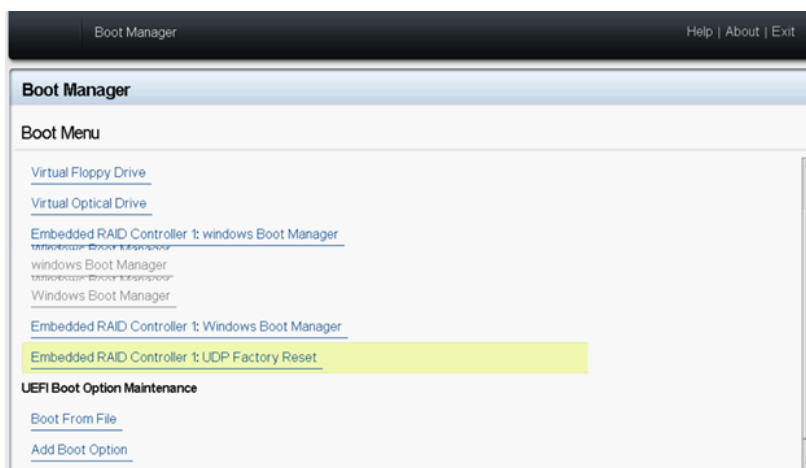 Boot Manager
Help | About | Exit
Boot Manager
Boot Menu
Virtual Floppy Drive
Virtual Optical Drive
Embedded RAID Controller 1: windows Boot Manager
windows Boot Manager
Windows Boot Manager
Embedded RAID Controller 1: Windows Boot Manager
Embedded RAID Controller 1: UDP Factory Reset
UEFI Boot Option Maintenance
Boot From File
Add Boot Option